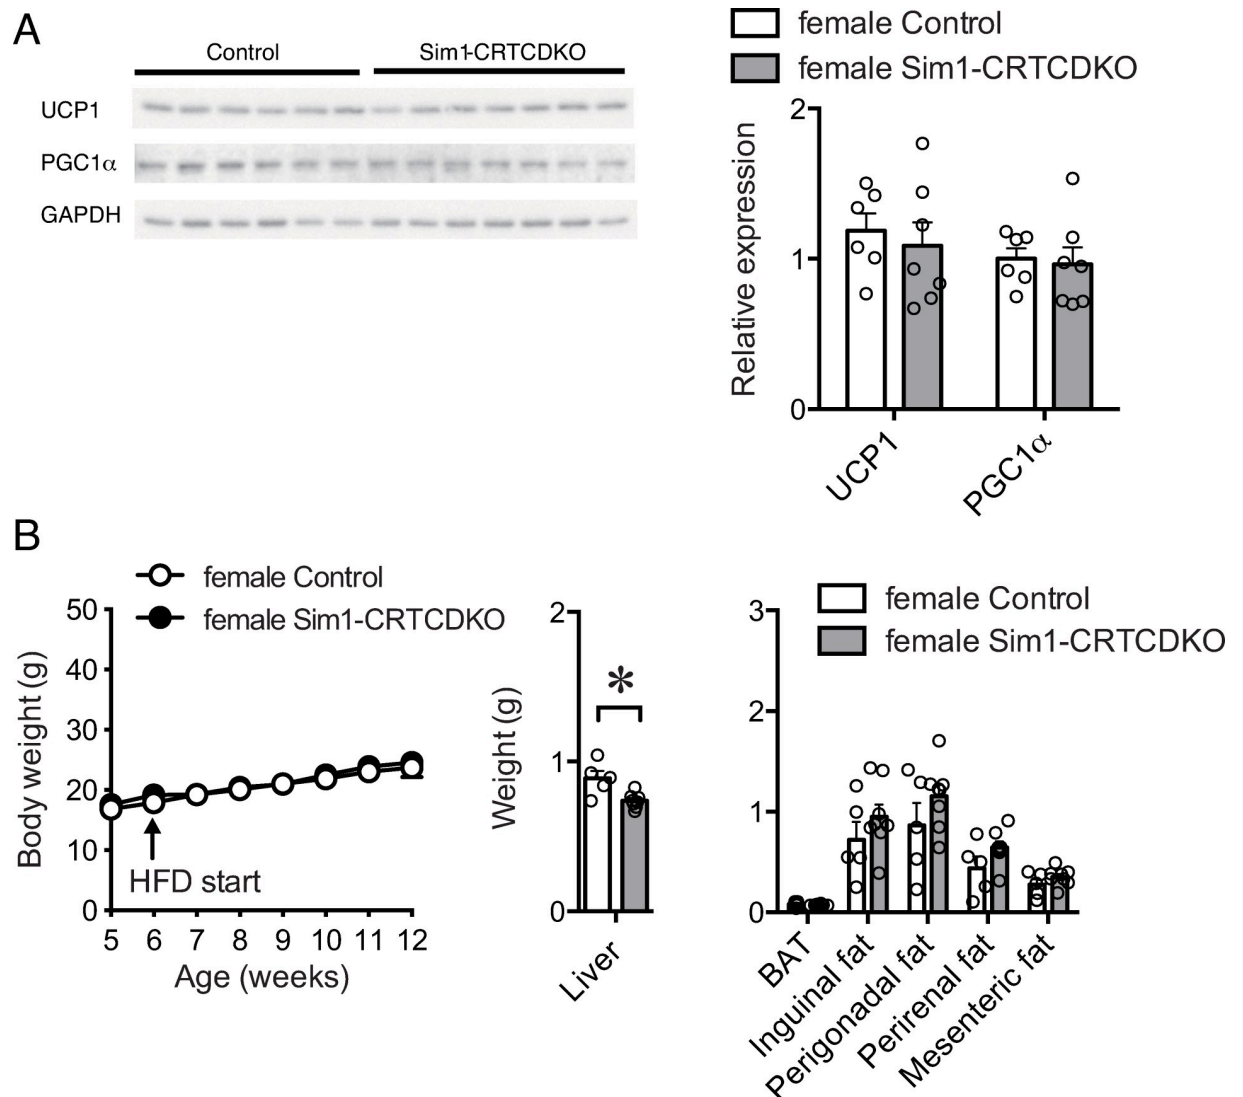 A
Control
Sim1-CRTCDKO
UCP1
PGC1α
GAPDH
female Control
female Sim1-CRTCDKO
2
1
0
Relative expression
UCP1
PGC1α
B
female Control
female Sim1-CRTCDKO
50
40
30
20
10
0
Body weight (g)
HFD start
5 6 7 8 9 10 11 12
Age (weeks)
2
1
0
Weight (g)
*
Liver
female Control
female Sim1-CRTCDKO
3
2
1
0
BAT
Inguinal fat
Perigonadal fat
Perirenal fat
Mesenteric fat